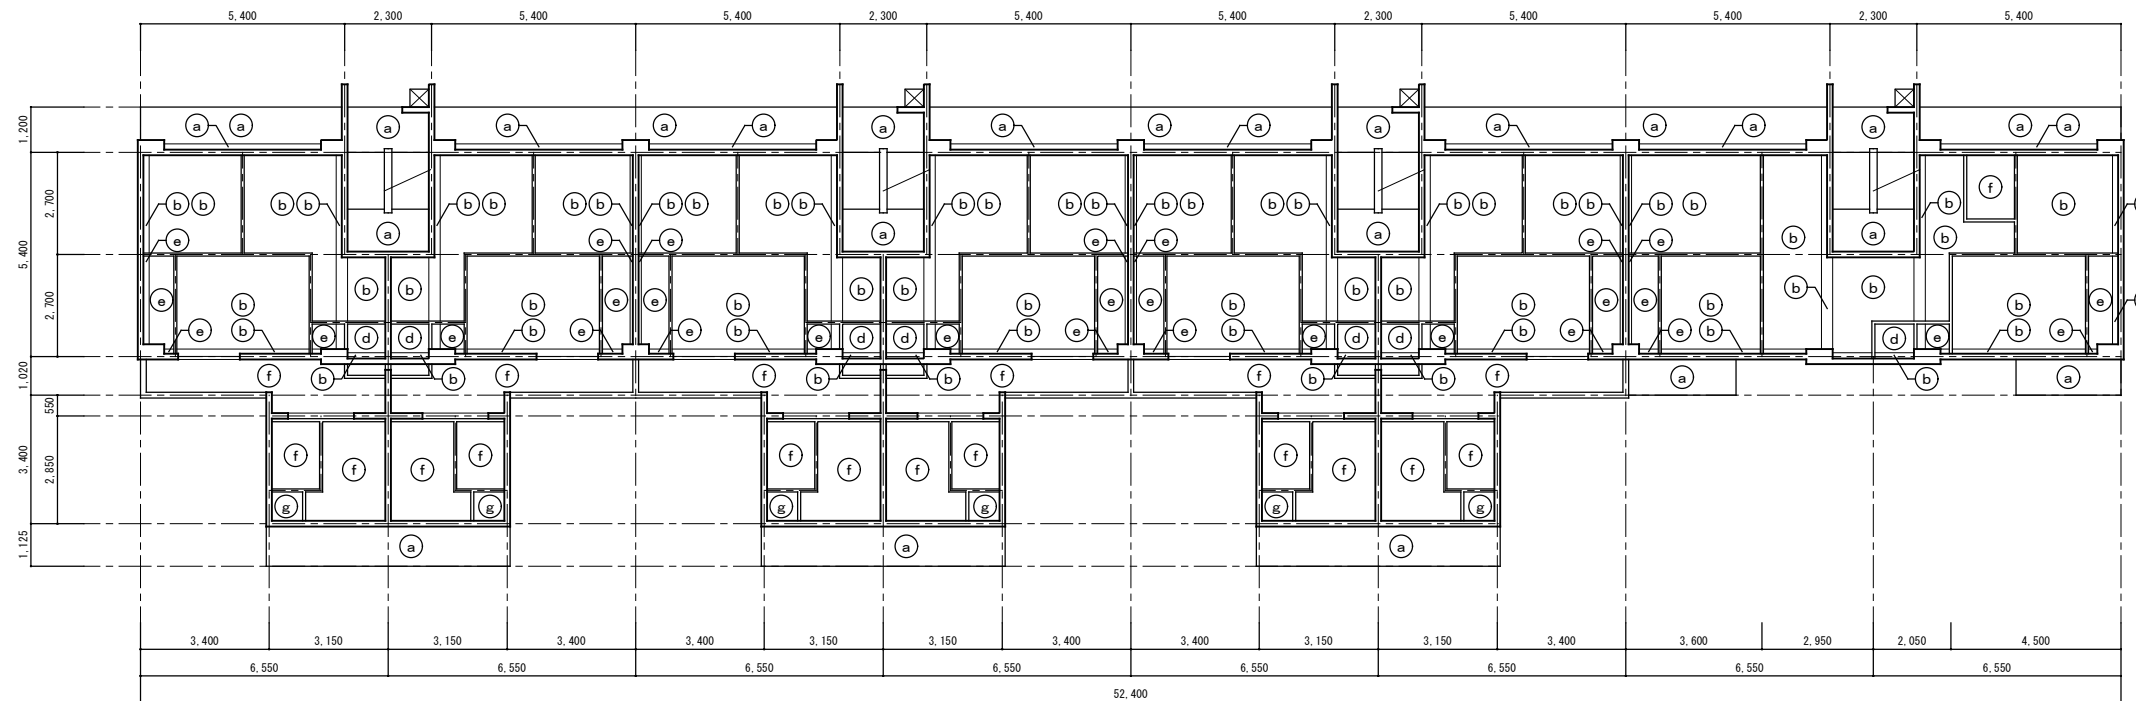 5,400 2,300 5,400 5,400 2,300 5,400 5,400 2,300 5,400 5,400 2,300 5,400
1,200
2,700
5,400
2,700
1,020
550
3,400
2,850
1,125
a a a a a a a a a a a a a a a a a a
b b b b b b b b b b b b b b b b b b b b b b b b b b b b f b
a a a a
e e e e e e e b b
e b b b b e e b b b b e e b b b b e e b b b b e
e b e d d e b e e b e d d e b e e b e d d e b e e b d e b e
f b b f f b b f f b b f a b a
f f f f f f f f f f f f
g g g g g g
a a a
3,400 3,150 3,150 3,400 3,400 3,150 3,150 3,400 3,400 3,150 3,150 3,400 3,600 2,950 2,050 4,500
6,550 6,550 6,550 6,550 6,550 6,550 6,550 6,550
52,400